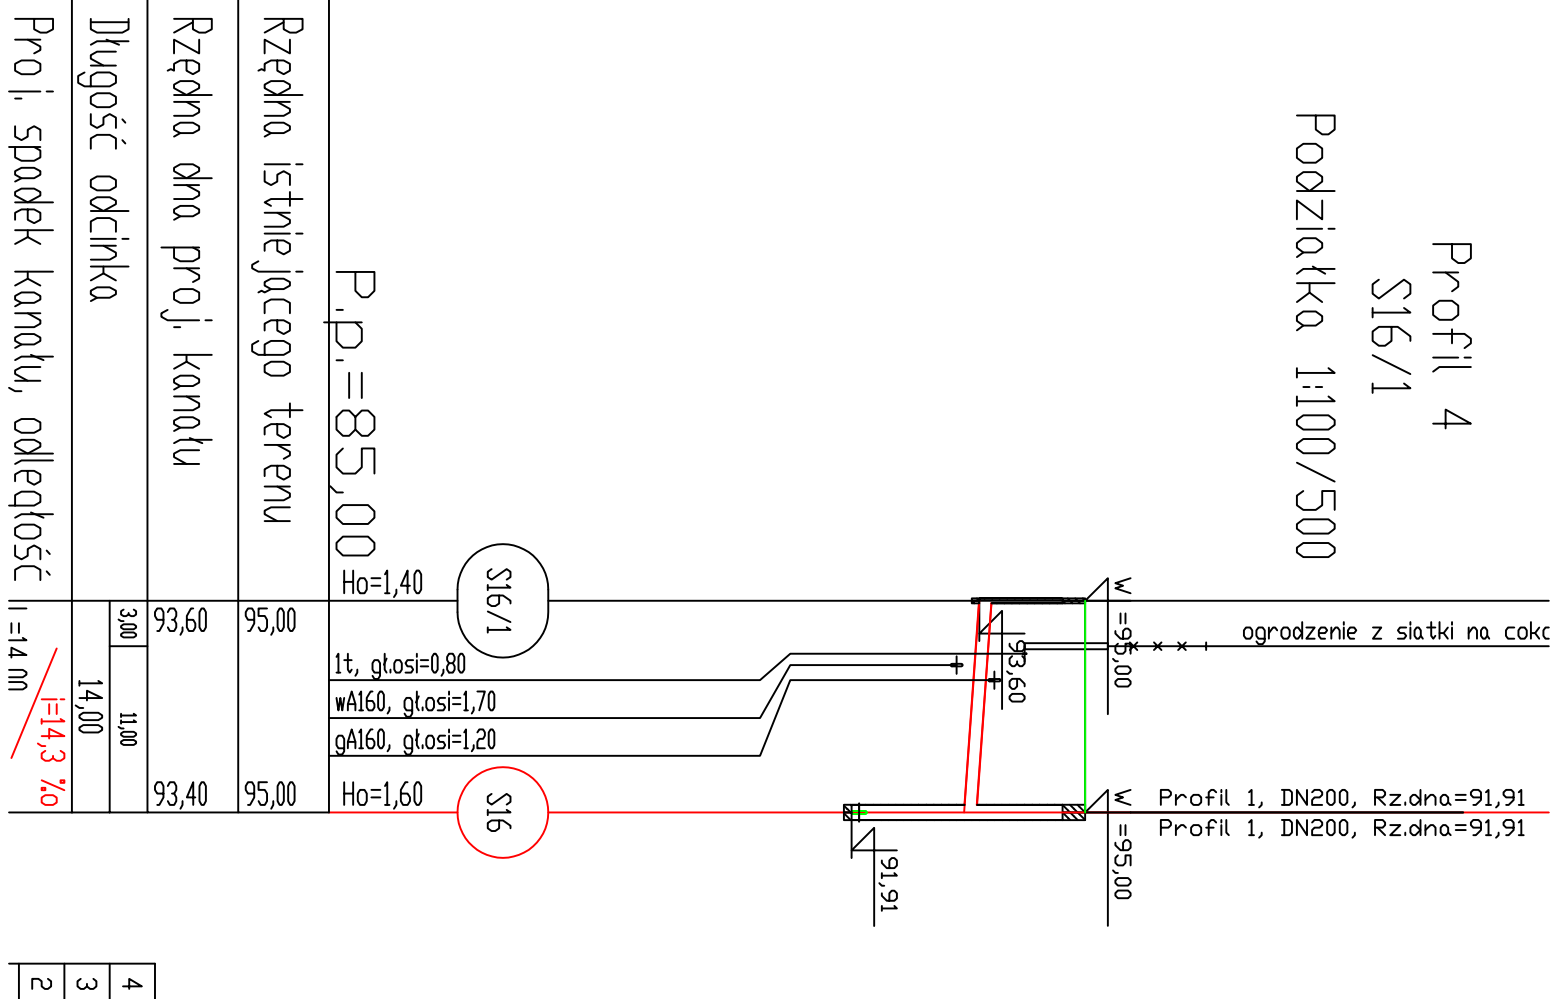 Profil 4
S16/1
Podziałka 1:100/500
P.p.=85,00
Rzędna istniejącego terenu
Rzędna dna proj. kanału
Długość odcinka
Proj. spadek kanału, odległość
Ho=1,40
S16/1
W =95,00
ogrodzenie z siatki na
93,60
1t, gł.osi=0,80
wA160, gł.osi=1,70
gA160, gł.osi=1,20
Ho=1,60
S16
W =95,00
Profil 1, DN200, Rz.dna=91,91
Profil 1, DN200, Rz.dna=91,91
91,91
95,00
95,00
93,60
93,40
3,00
11,00
14,00
i=14,3 ‰
4
3
2